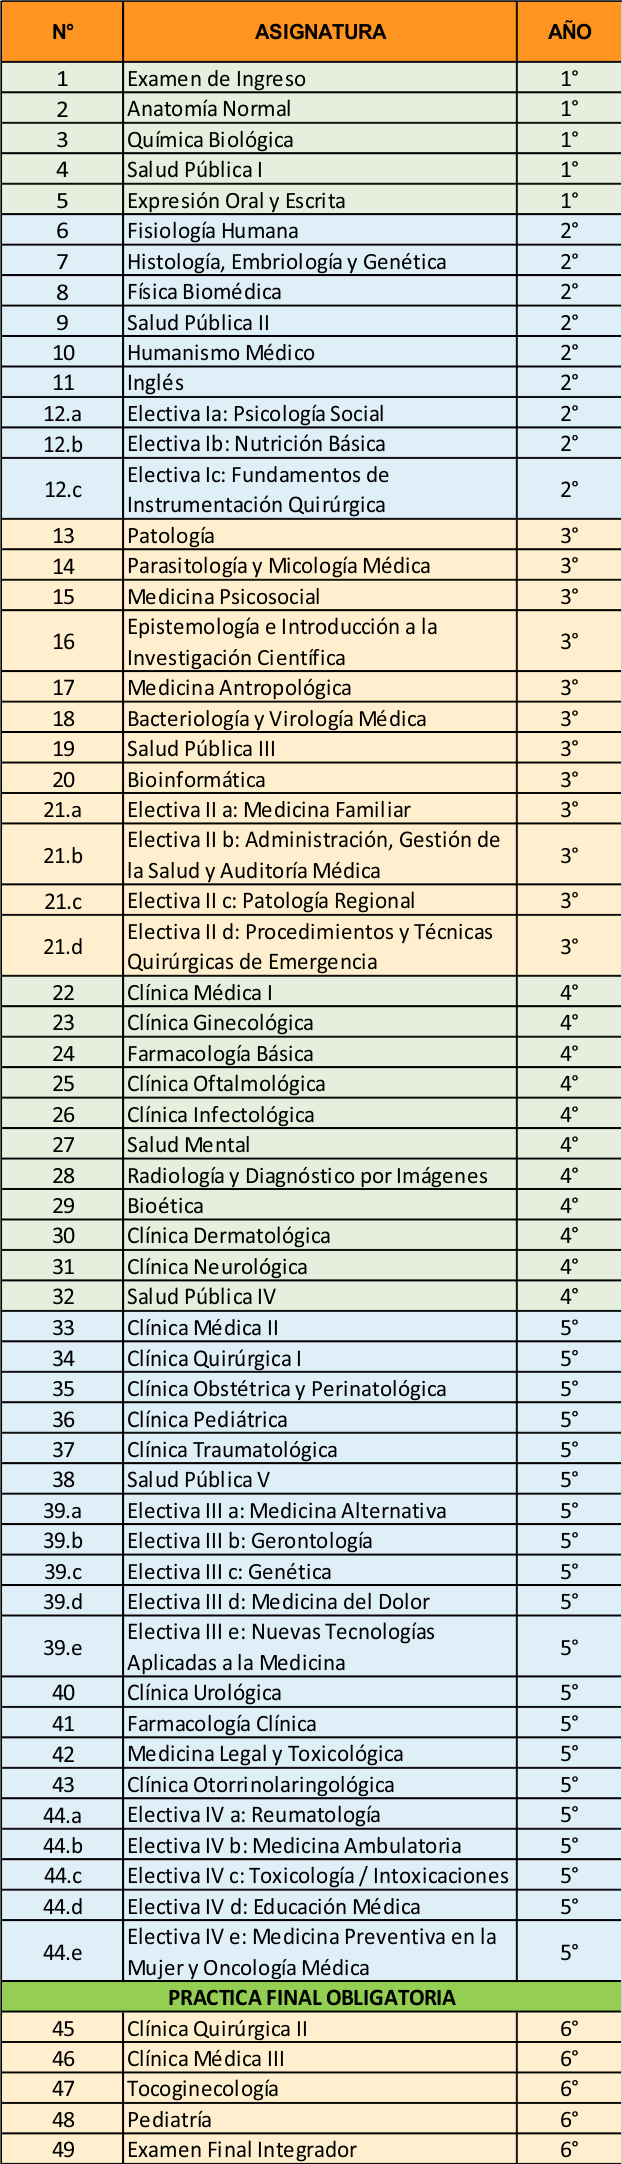 N° ASIGNATURA AÑO
1 Examen de Ingreso 1°
2 Anatomía Normal 1°
3 Química Biológica 1°
4 Salud Pública I 1°
5 Expresión Oral y Escrita 1°
6 Fisiología Humana 2°
7 Histología, Embriología y Genética 2°
8 Física Biomédica 2°
9 Salud Pública II 2°
10 Humanismo Médico 2°
11 Inglés 2°
12.a Electiva Ia: Psicología Social 2°
12.b Electiva Ib: Nutrición Básica 2°
12.c Electiva Ic: Fundamentos de
Instrumentación Quirúrgica 2°
13 Patología 3°
14 Parasitología y Micología Médica 3°
15 Medicina Psicosocial 3°
16 Epistemología e Introducción a la
Investigación Científica 3°
17 Medicina Antropológica 3°
18 Bacteriología y Virología Médica 3°
19 Salud Pública III 3°
20 Bioinformática 3°
21.a Electiva II a: Medicina Familiar 3°
21.b Electiva II b: Administración, Gestión de
la Salud y Auditoría Médica 3°
21.c Electiva II c: Patología Regional 3°
21.d Electiva II d: Procedimientos y Técnicas
Quirúrgicas de Emergencia 3°
22 Clínica Médica I 4°
23 Clínica Ginecológica 4°
24 Farmacología Básica 4°
25 Clínica Oftalmológica 4°
26 Clínica Infectológica 4°
27 Salud Mental 4°
28 Radiología y Diagnóstico por Imágenes 4°
29 Bioética 4°
30 Clínica Dermatológica 4°
31 Clínica Neurológica 4°
32 Salud Pública IV 4°
33 Clínica Médica II 5°
34 Clínica Quirúrgica I 5°
35 Clínica Obstétrica y Perinatológica 5°
36 Clínica Pediátrica 5°
37 Clínica Traumatológica 5°
38 Salud Pública V 5°
39.a Electiva III a: Medicina Alternativa 5°
39.b Electiva III b: Gerontología 5°
39.c Electiva III c: Genética 5°
39.d Electiva III d: Medicina del Dolor 5°
39.e Electiva III e: Nuevas Tecnologías
Aplicadas a la Medicina 5°
40 Clínica Urológica 5°
41 Farmacología Clínica 5°
42 Medicina Legal y Toxicológica 5°
43 Clínica Otorrinolaringológica 5°
44.a Electiva IV a: Reumatología 5°
44.b Electiva IV b: Medicina Ambulatoria 5°
44.c Electiva IV c: Toxicología / Intoxicaciones 5°
44.d Electiva IV d: Educación Médica 5°
44.e Electiva IV e: Medicina Preventiva en la
Mujer y Oncología Médica 5°
PRACTICA FINAL OBLIGATORIA
45 Clínica Quirúrgica II 6°
46 Clínica Médica III 6°
47 Tocoginecología 6°
48 Pediatría 6°
49 Examen Final Integrador 6°